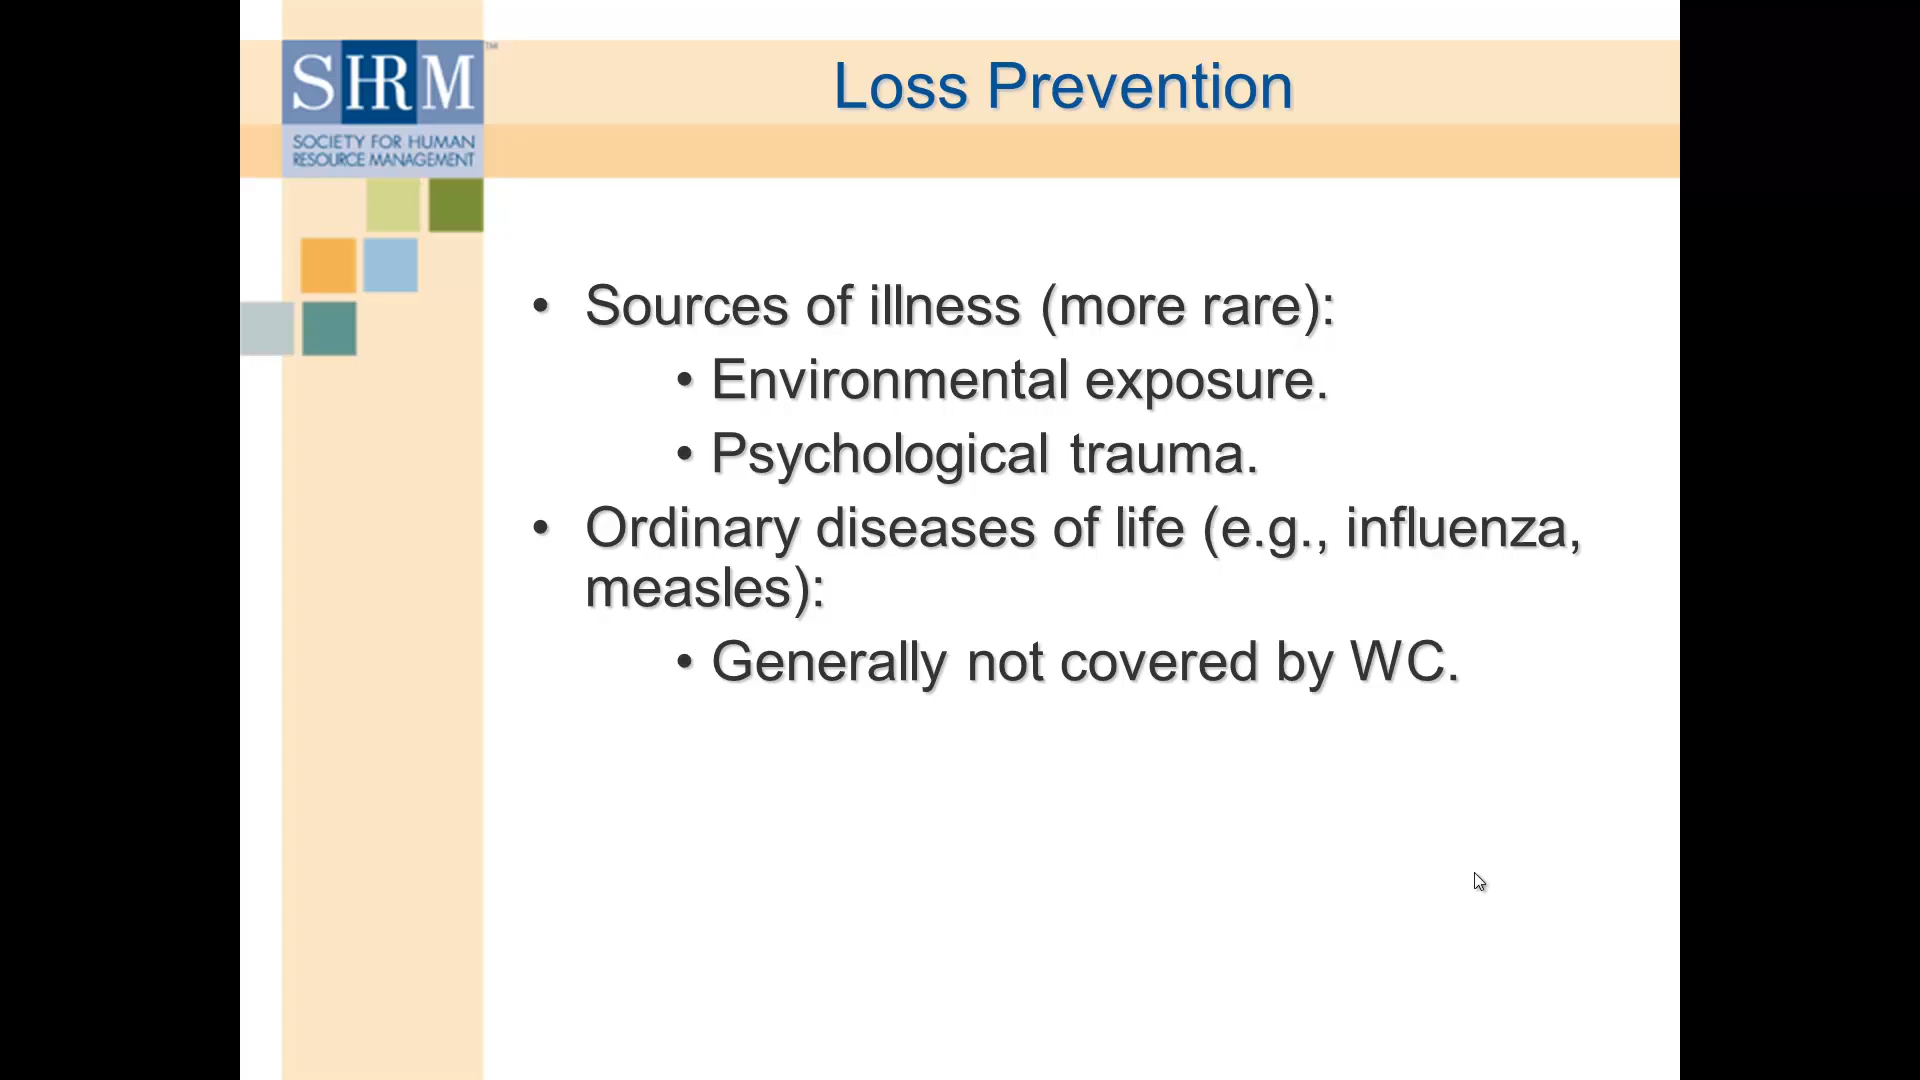 SHRM™
SOCIETY FOR HUMAN
RESOURCE MANAGEMENT
Loss Prevention
• Sources of illness (more rare):
• Environmental exposure.
• Psychological trauma.
• Ordinary diseases of life (e.g., influenza,
measles):
• Generally not covered by WC.